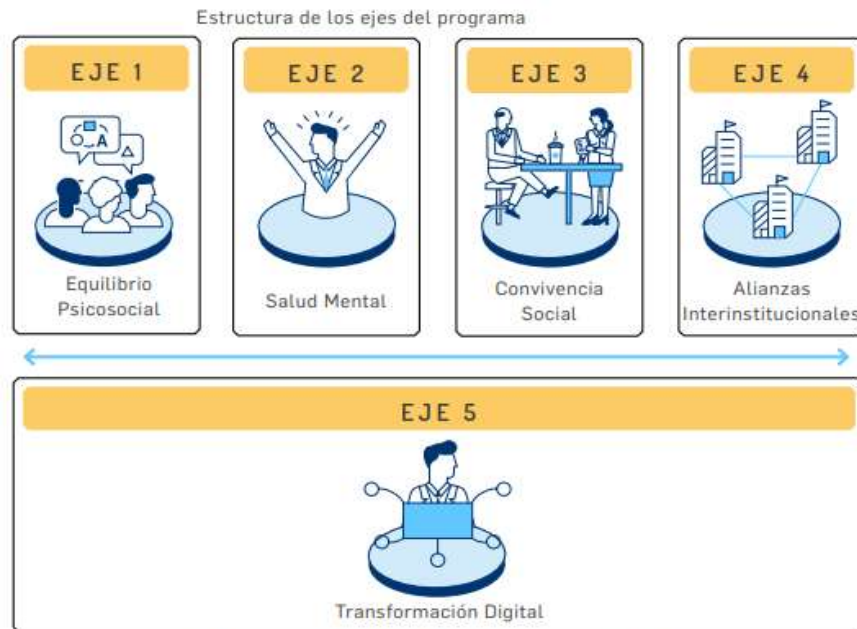 Estructura de los ejes del programa
EJE 1
EJE 2
EJE 3
EJE 4
A
Equilibrio
Psicosocial
Salud Mental
Convivencia
Social
Alianzas
Interinstitucionales
EJE 5
Transformación Digital